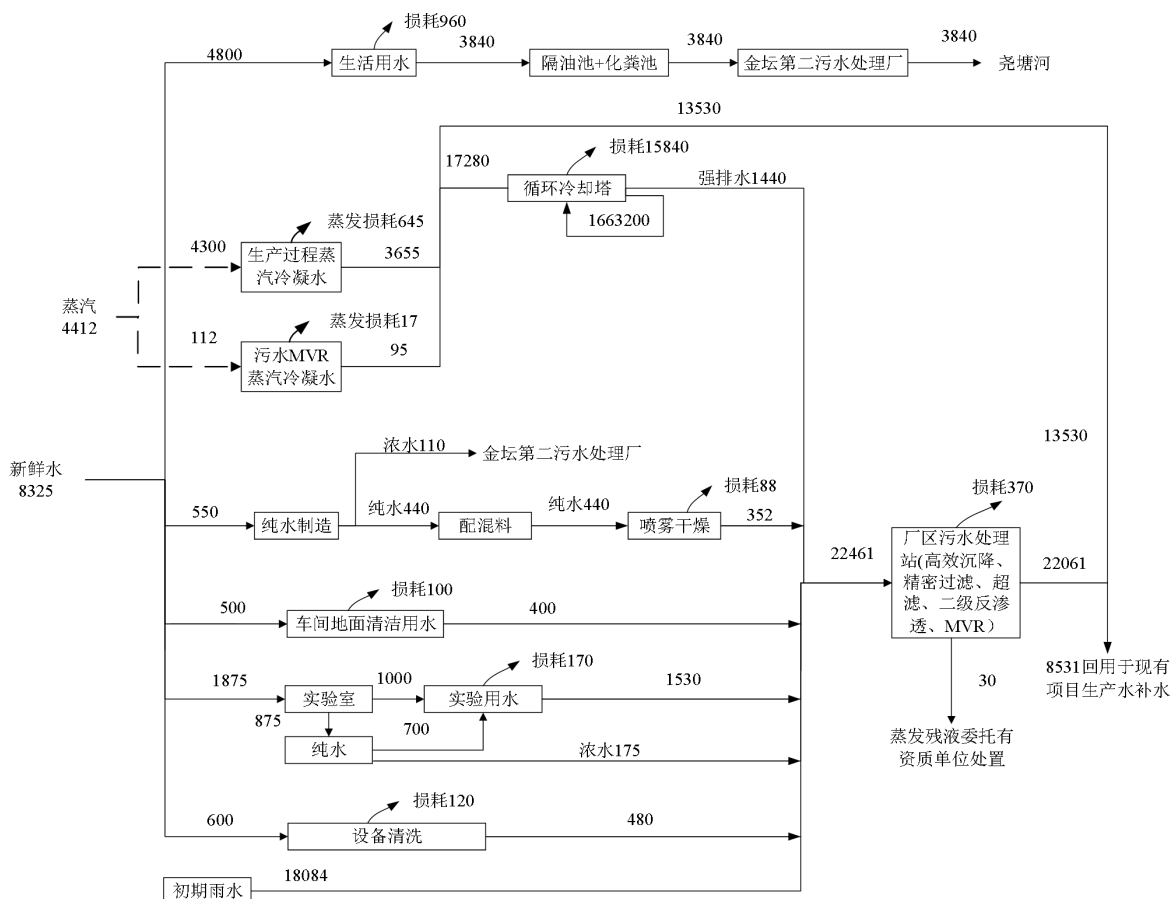 损耗960
4800
生活用水
3840
隔油池+化粪池
3840
金坛第二污水处理厂
3840
尧塘河
13530
17280
损耗15840
循环冷却塔
强排水1440
1663200
蒸发损耗645
4300
生产过程蒸
汽冷凝水
3655
蒸汽
4412
蒸发损耗17
112
污水MVR
蒸汽冷凝水
95
13530
新鲜水
8325
浓水110
金坛第二污水处理厂
550
纯水制造
纯水440
配混料
纯水440
损耗88
喷雾干燥
352
22461
损耗370
厂区污水处理
站(高效沉降、
精密过滤、超
滤、二级反渗
透、MVR）
22061
损耗100
500
车间地面清洁用水
400
8531回用于现有
项目生产水补水
30
蒸发残液委托有
资质单位处置
1875
实验室
1000
损耗170
实验用水
1530
875
纯水
700
浓水175
损耗120
600
设备清洗
480
初期雨水
18084